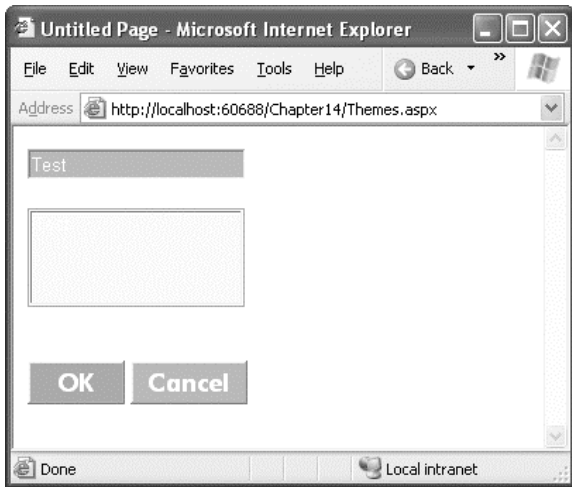 Untitled Page - Microsoft Internet Explorer
File Edit View Favorites Tools Help Back »
Address http://localhost:60688/Chapter14/Themes.aspx
Test
OK Cancel
Done Local intranet